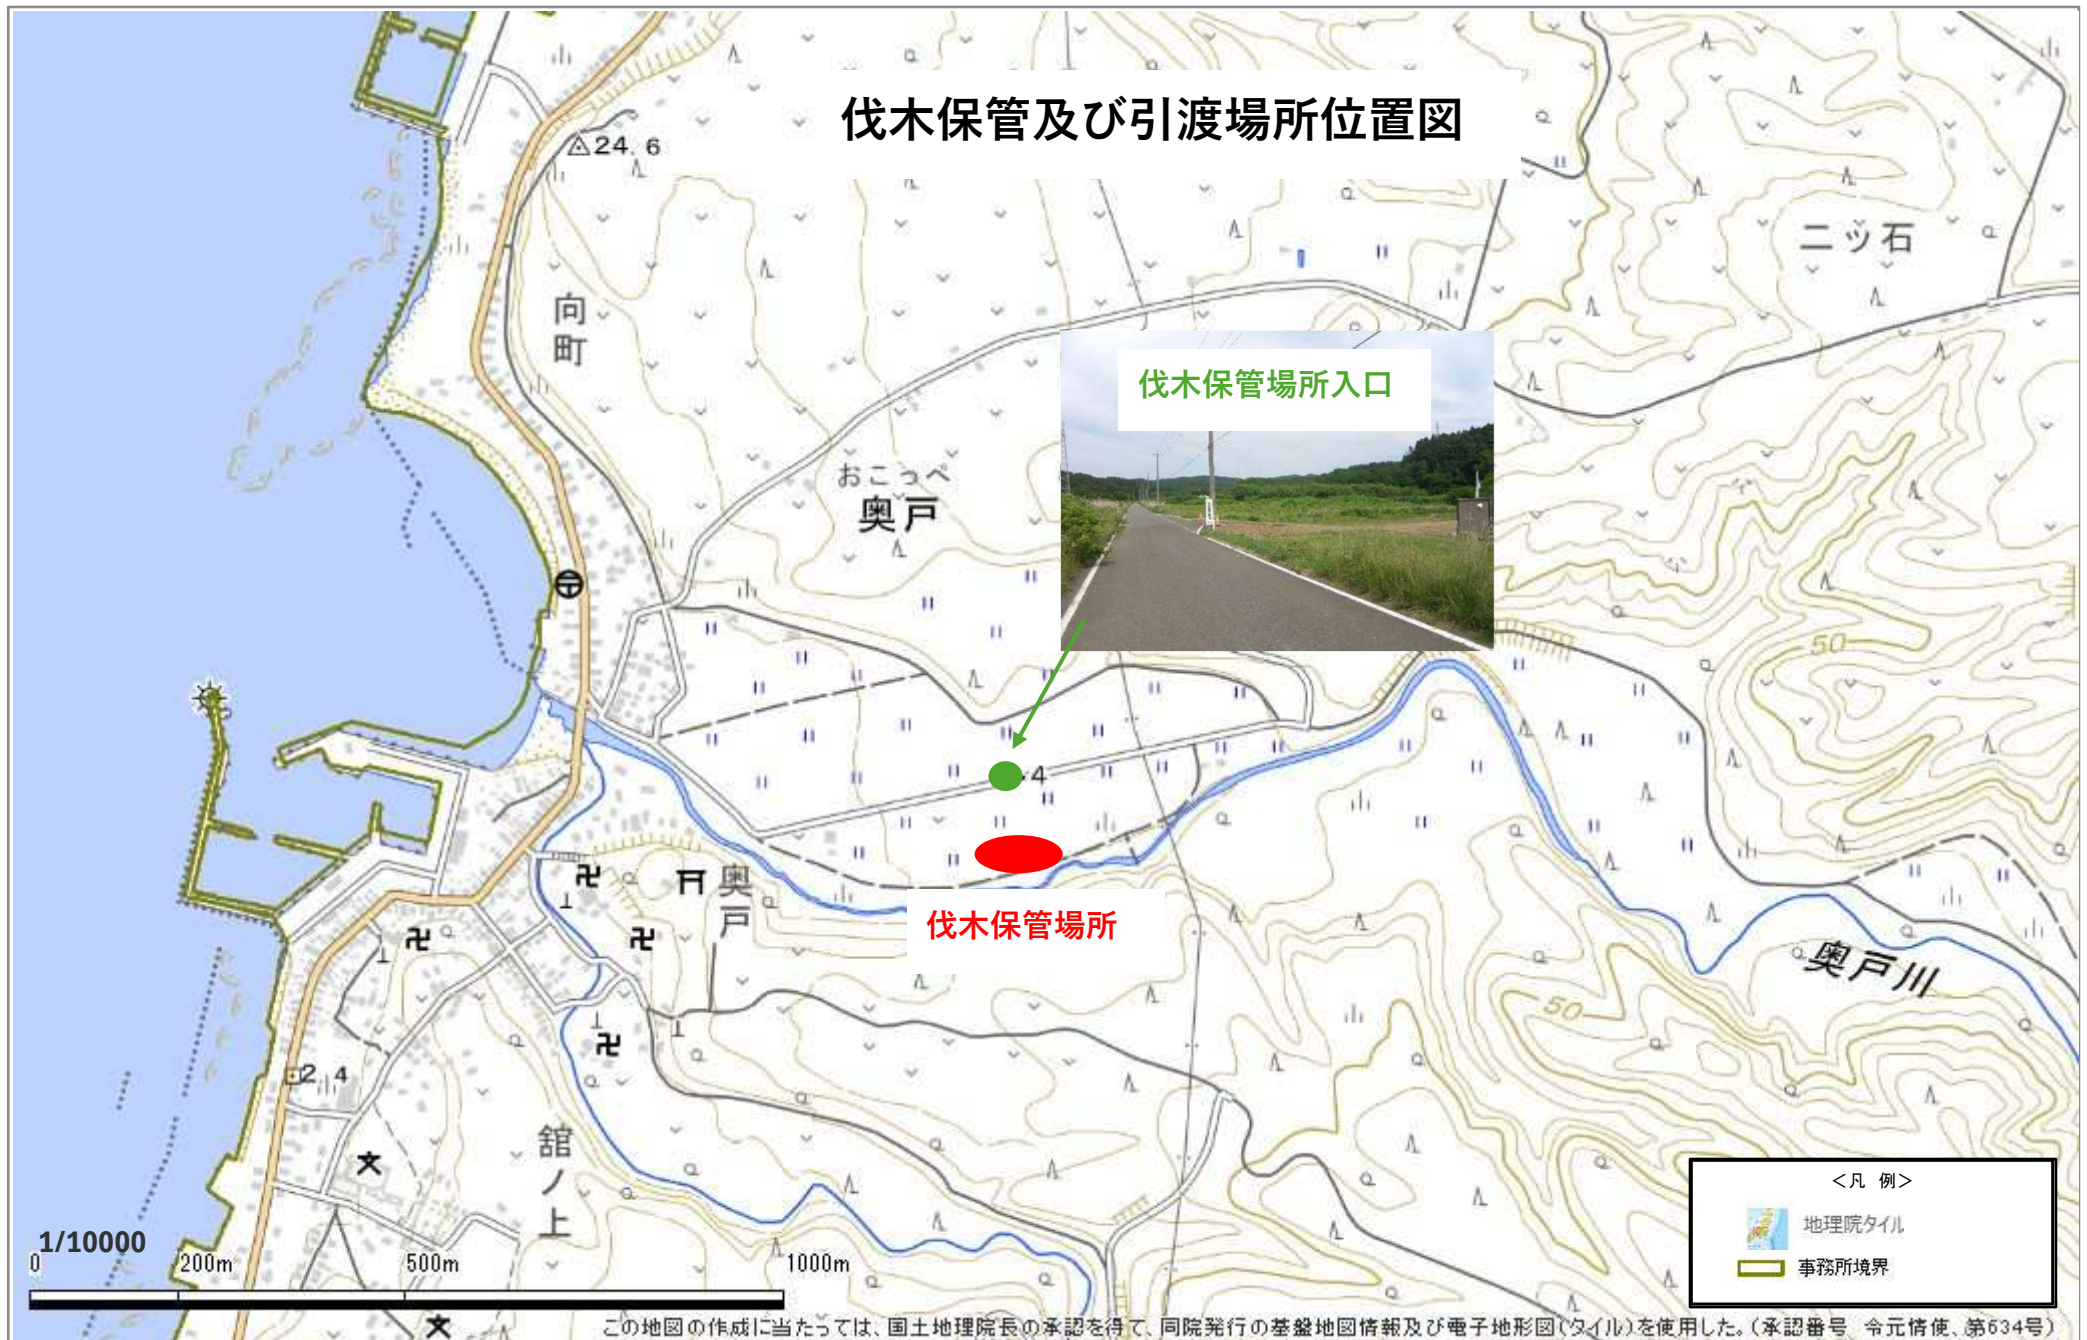 伐木保管及び引渡場所位置図
24.6
二ッ石
向町
伐木保管場所入口
おこっぺ
奥戸
50
4
奥戸
伐木保管場所
奥戸川
50
2.4
舘ノ上
<凡 例>
地理院タイル
事務所境界
1/10000
0 200m 500m 1000m
この地図の作成に当たっては、国土地理院長の承認を得て、同院発行の基盤地図情報及び電子地形図(タイル)を使用した。(承認番号 令元情使、第634号)